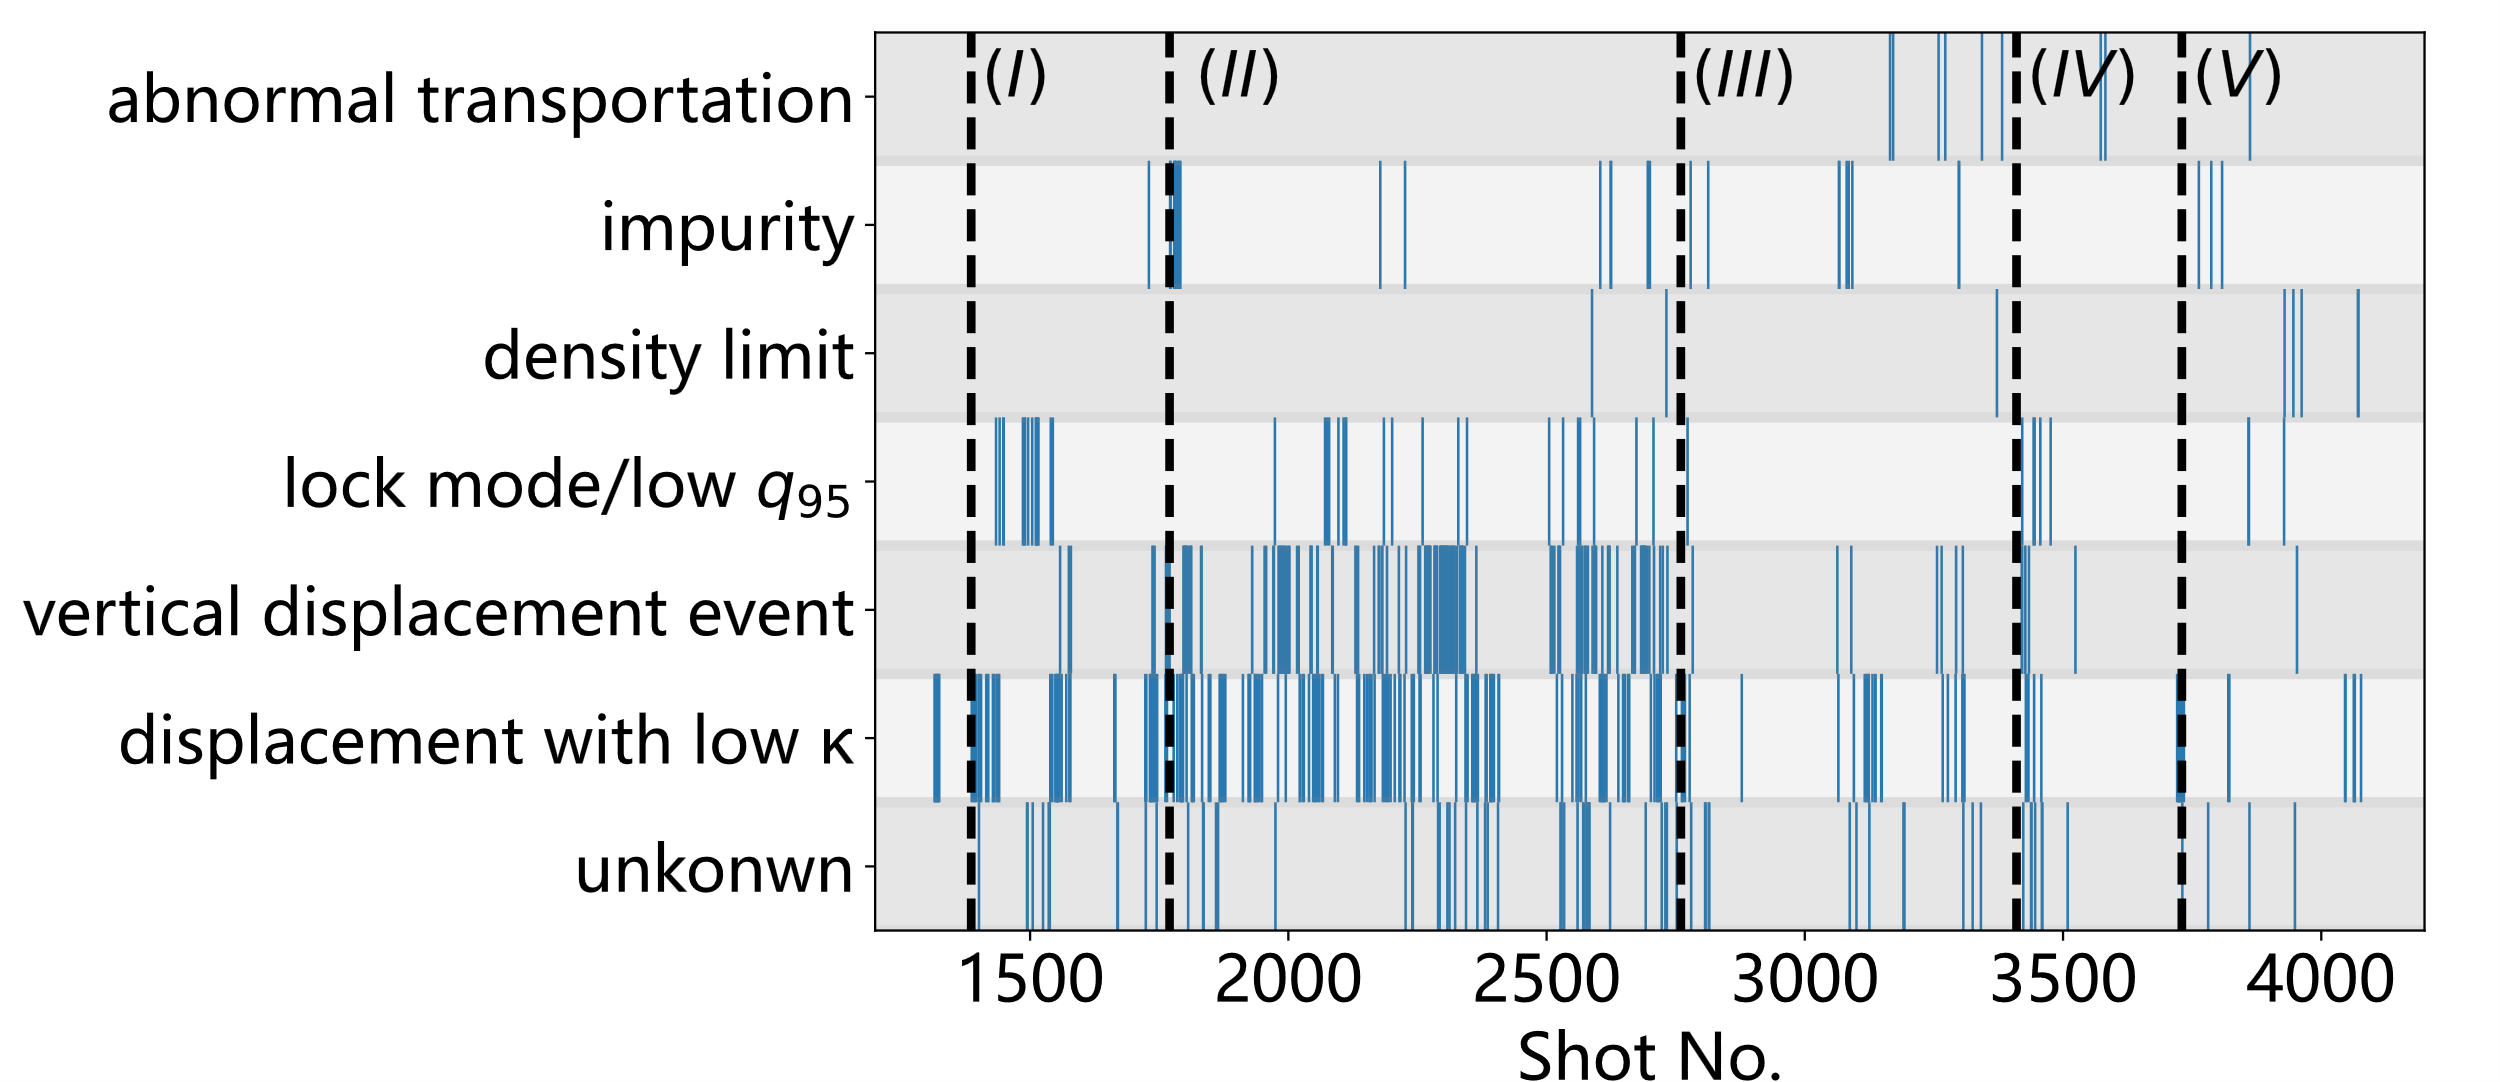 (I) (II) (III) (IV) (V)
abnormal transportation
impurity
density limit
lock mode/low q₉₅
vertical displacement event
displacement with low κ
unkonwn
1500 2000 2500 3000 3500 4000
Shot No.